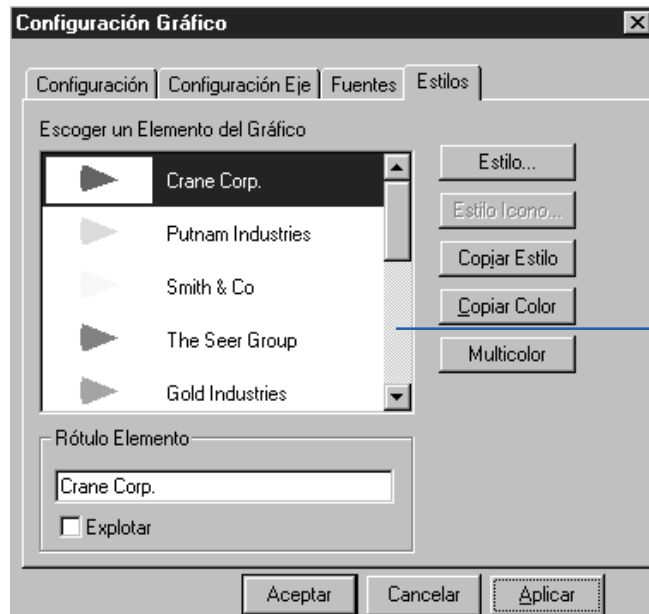 Configuración Gráfico
Configuración Configuración Eje Fuentes Estilos
Escoger un Elemento del Gráfico
Crane Corp.
Putnam Industries
Smith & Co
The Seer Group
Gold Industries
Estilo...
Estilo Icono...
Copiar Estilo
Copiar Color
Multicolor
Rótulo Elemento
Crane Corp.
Explotar
Aceptar Cancelar Aplicar